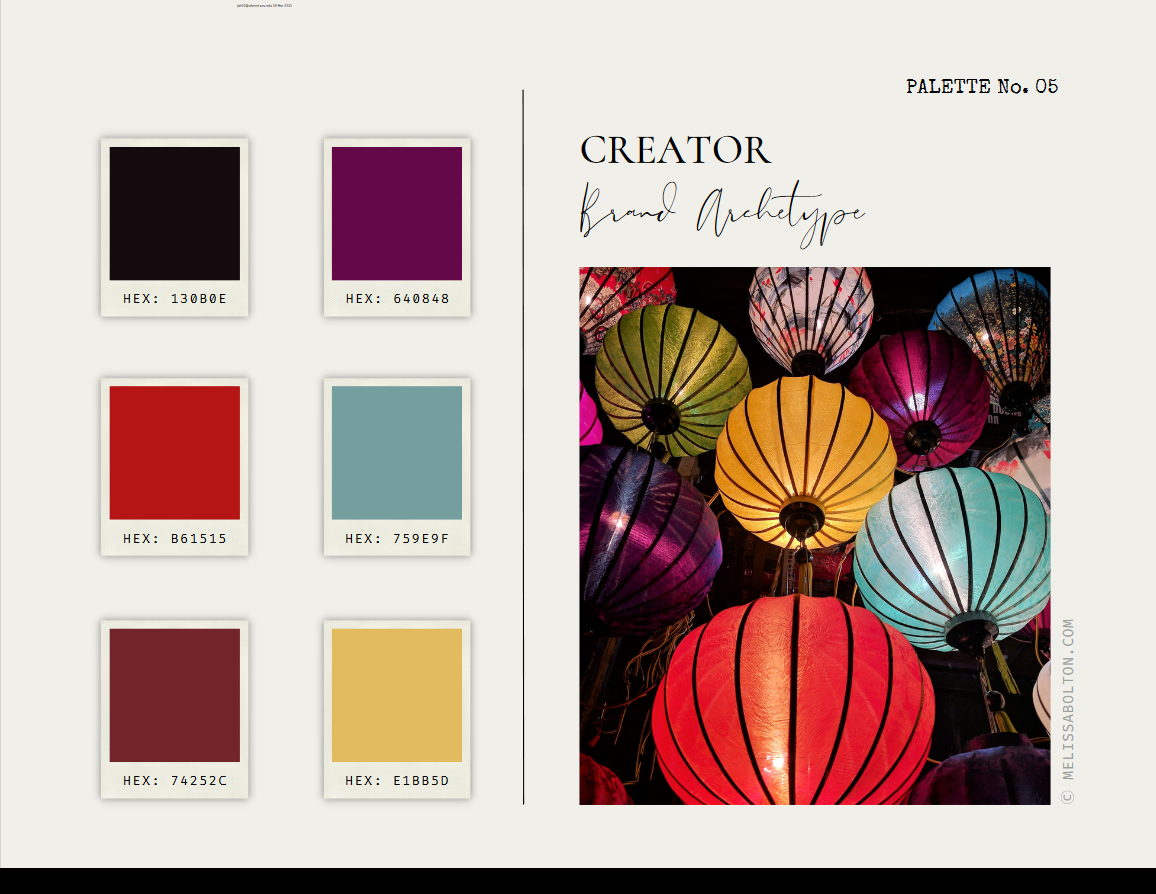 PALETTE No. 05
CREATOR
Brand Archetype
HEX: 130B0E
HEX: 640848
HEX: B61515
HEX: 759E9F
HEX: 74252C
HEX: E1BB5D
© MELISSABOLTON.COM